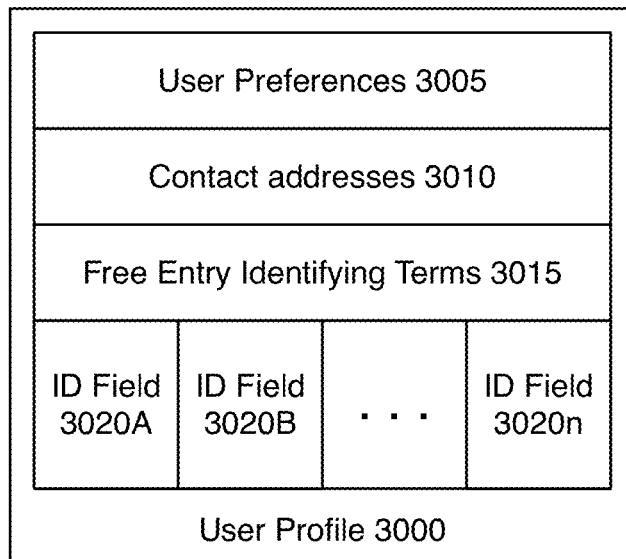 User Preferences 3005
Contact addresses 3010
Free Entry Identifying Terms 3015
ID Field
3020A
ID Field
3020B
. . .
ID Field
3020n
User Profile 3000